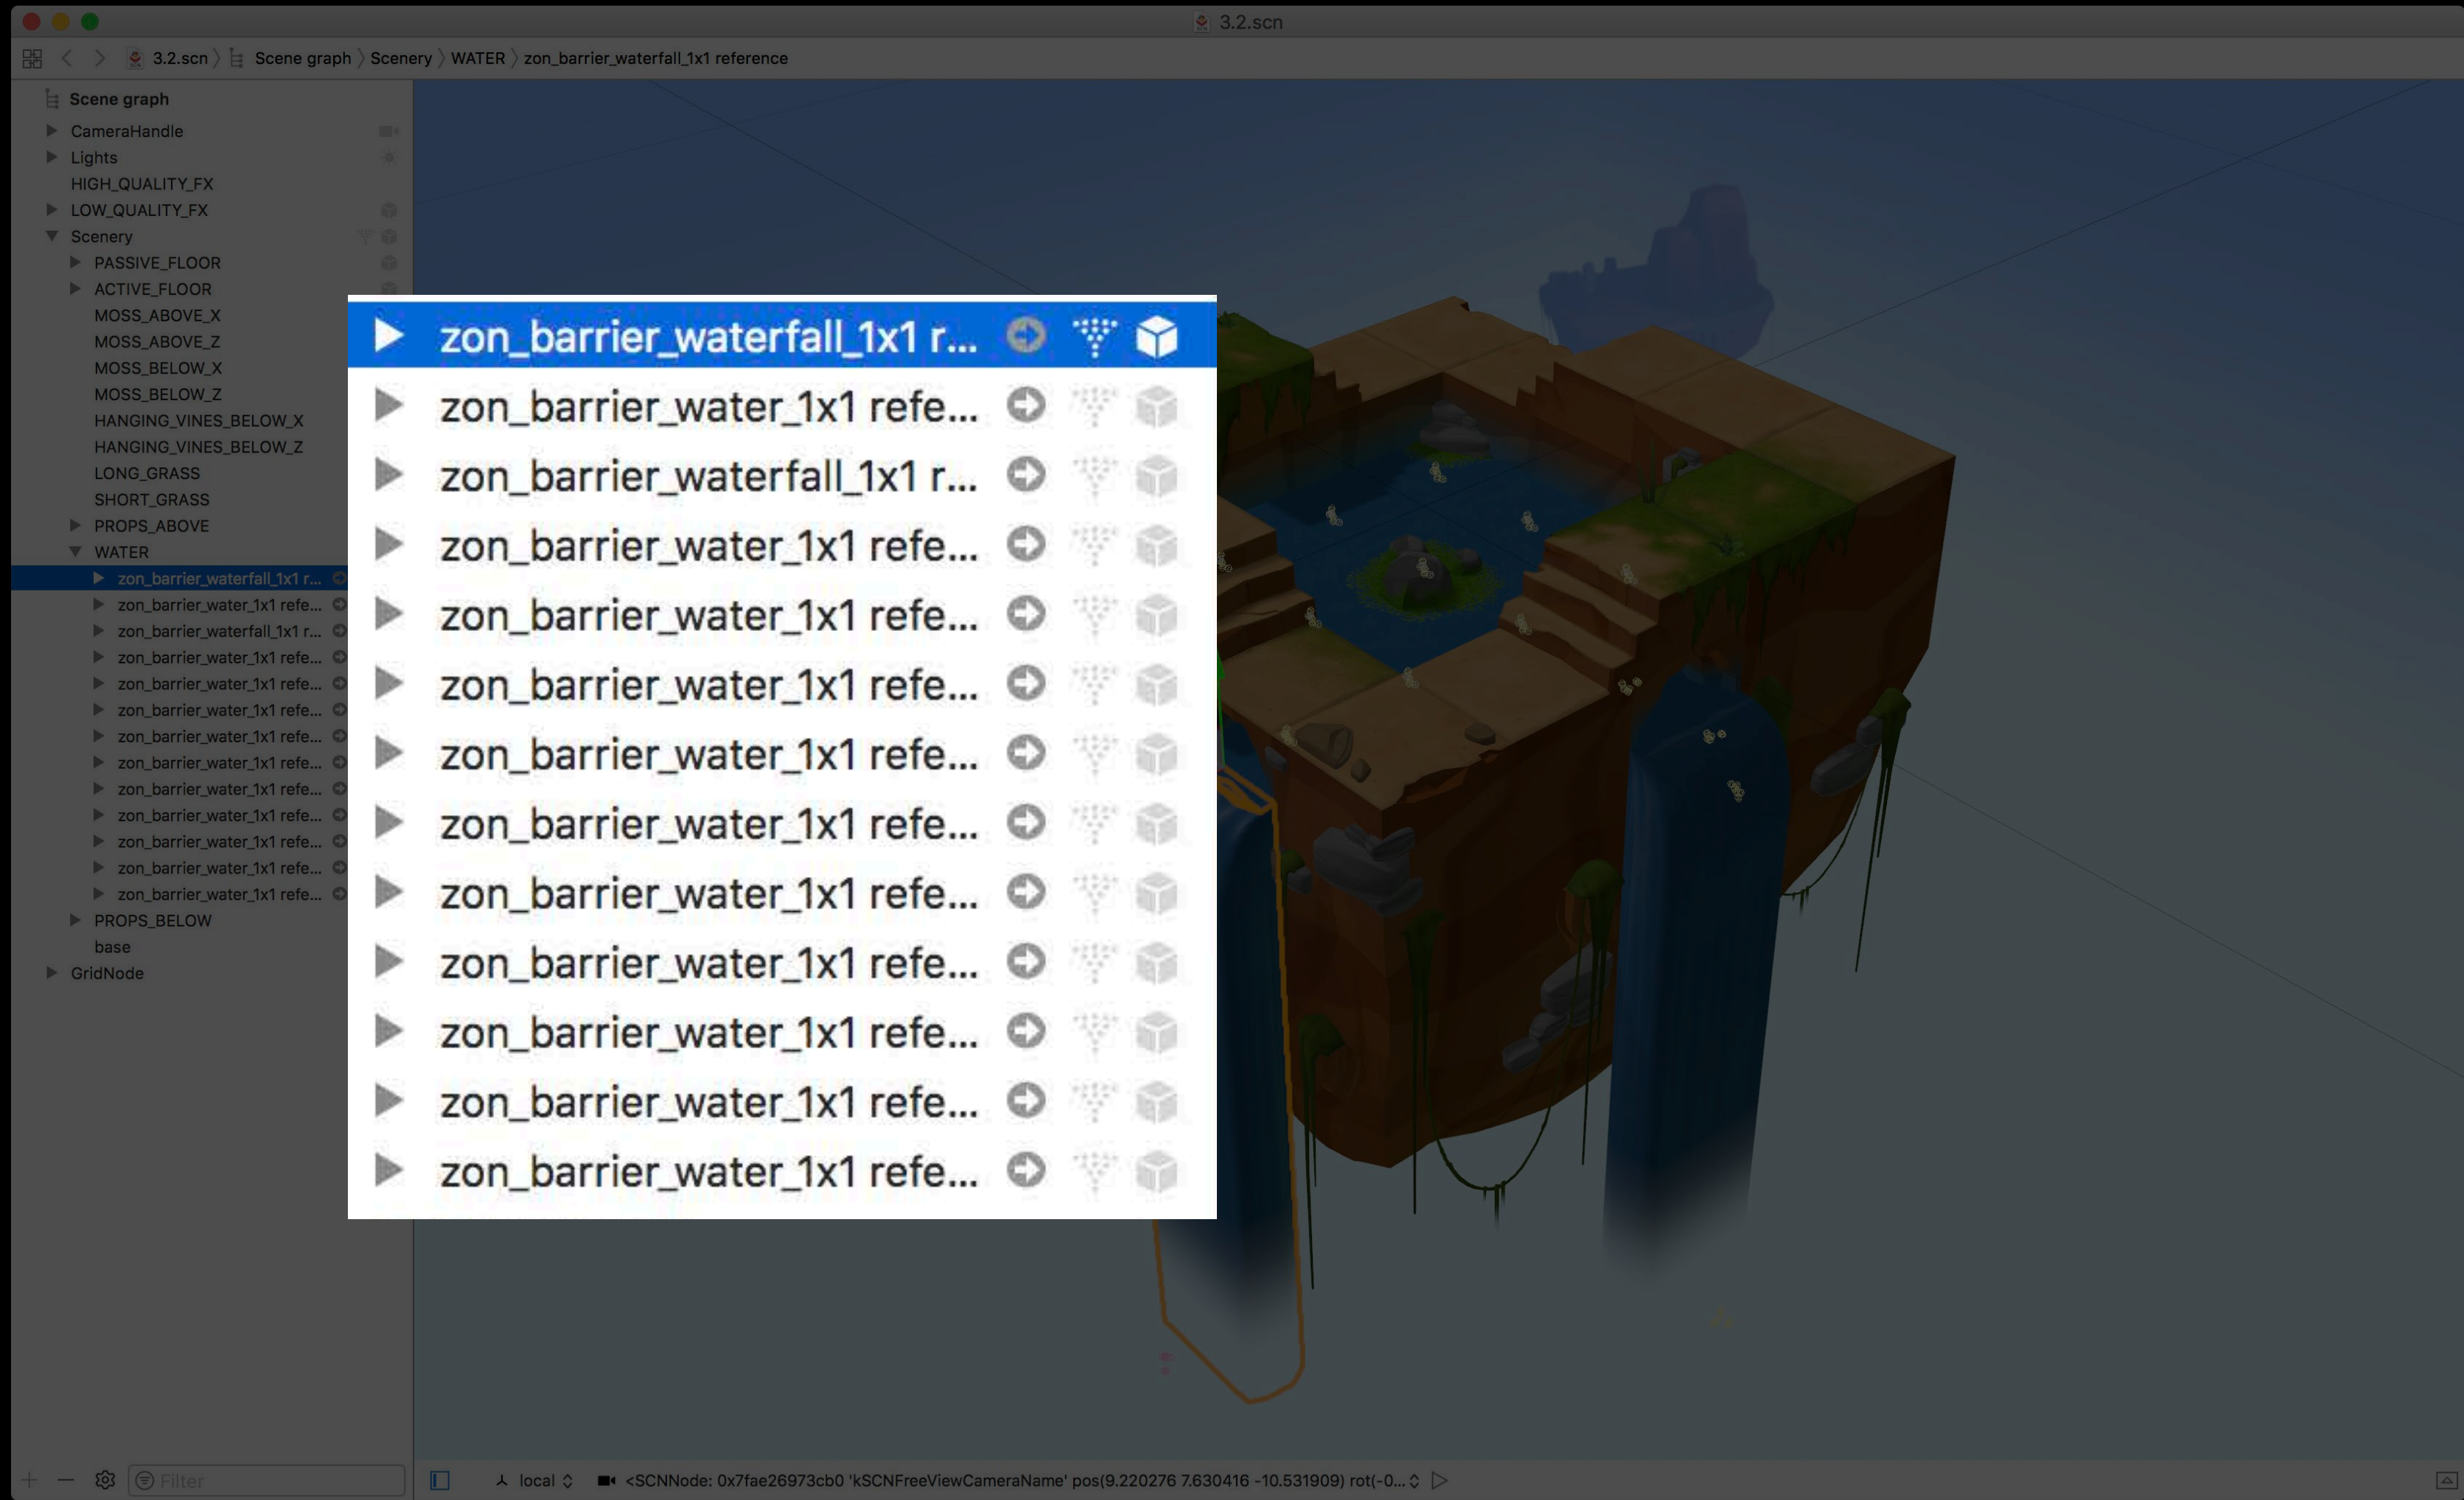 3.2.scn
3.2.scn Scene graph Scenery WATER zon_barrier_waterfall_1x1 reference
Scene graph
CameraHandle
Lights
HIGH_QUALITY_FX
LOW_QUALITY_FX
Scenery
PASSIVE_FLOOR
ACTIVE_FLOOR
MOSS_ABOVE_X
MOSS_ABOVE_Z
MOSS_BELOW_X
MOSS_BELOW_Z
HANGING_VINES_BELOW_X
HANGING_VINES_BELOW_Z
LONG_GRASS
SHORT_GRASS
PROPS_ABOVE
WATER
zon_barrier_waterfall_1x1 r...
zon_barrier_water_1x1 refe...
zon_barrier_waterfall_1x1 r...
zon_barrier_water_1x1 refe...
zon_barrier_water_1x1 refe...
zon_barrier_water_1x1 refe...
zon_barrier_water_1x1 refe...
zon_barrier_water_1x1 refe...
zon_barrier_water_1x1 refe...
zon_barrier_water_1x1 refe...
zon_barrier_water_1x1 refe...
zon_barrier_water_1x1 refe...
zon_barrier_water_1x1 refe...
PROPS_BELOW
base
GridNode
zon_barrier_waterfall_1x1 r...
zon_barrier_water_1x1 refe...
zon_barrier_waterfall_1x1 r...
zon_barrier_water_1x1 refe...
zon_barrier_water_1x1 refe...
zon_barrier_water_1x1 refe...
zon_barrier_water_1x1 refe...
zon_barrier_water_1x1 refe...
zon_barrier_water_1x1 refe...
zon_barrier_water_1x1 refe...
zon_barrier_water_1x1 refe...
zon_barrier_water_1x1 refe...
zon_barrier_water_1x1 refe...
Filter
local <SCNNode: 0x7fae26973cb0 'kSCNFreeViewCameraName' pos(9.220276 7.630416 -10.531909) rot(-0...